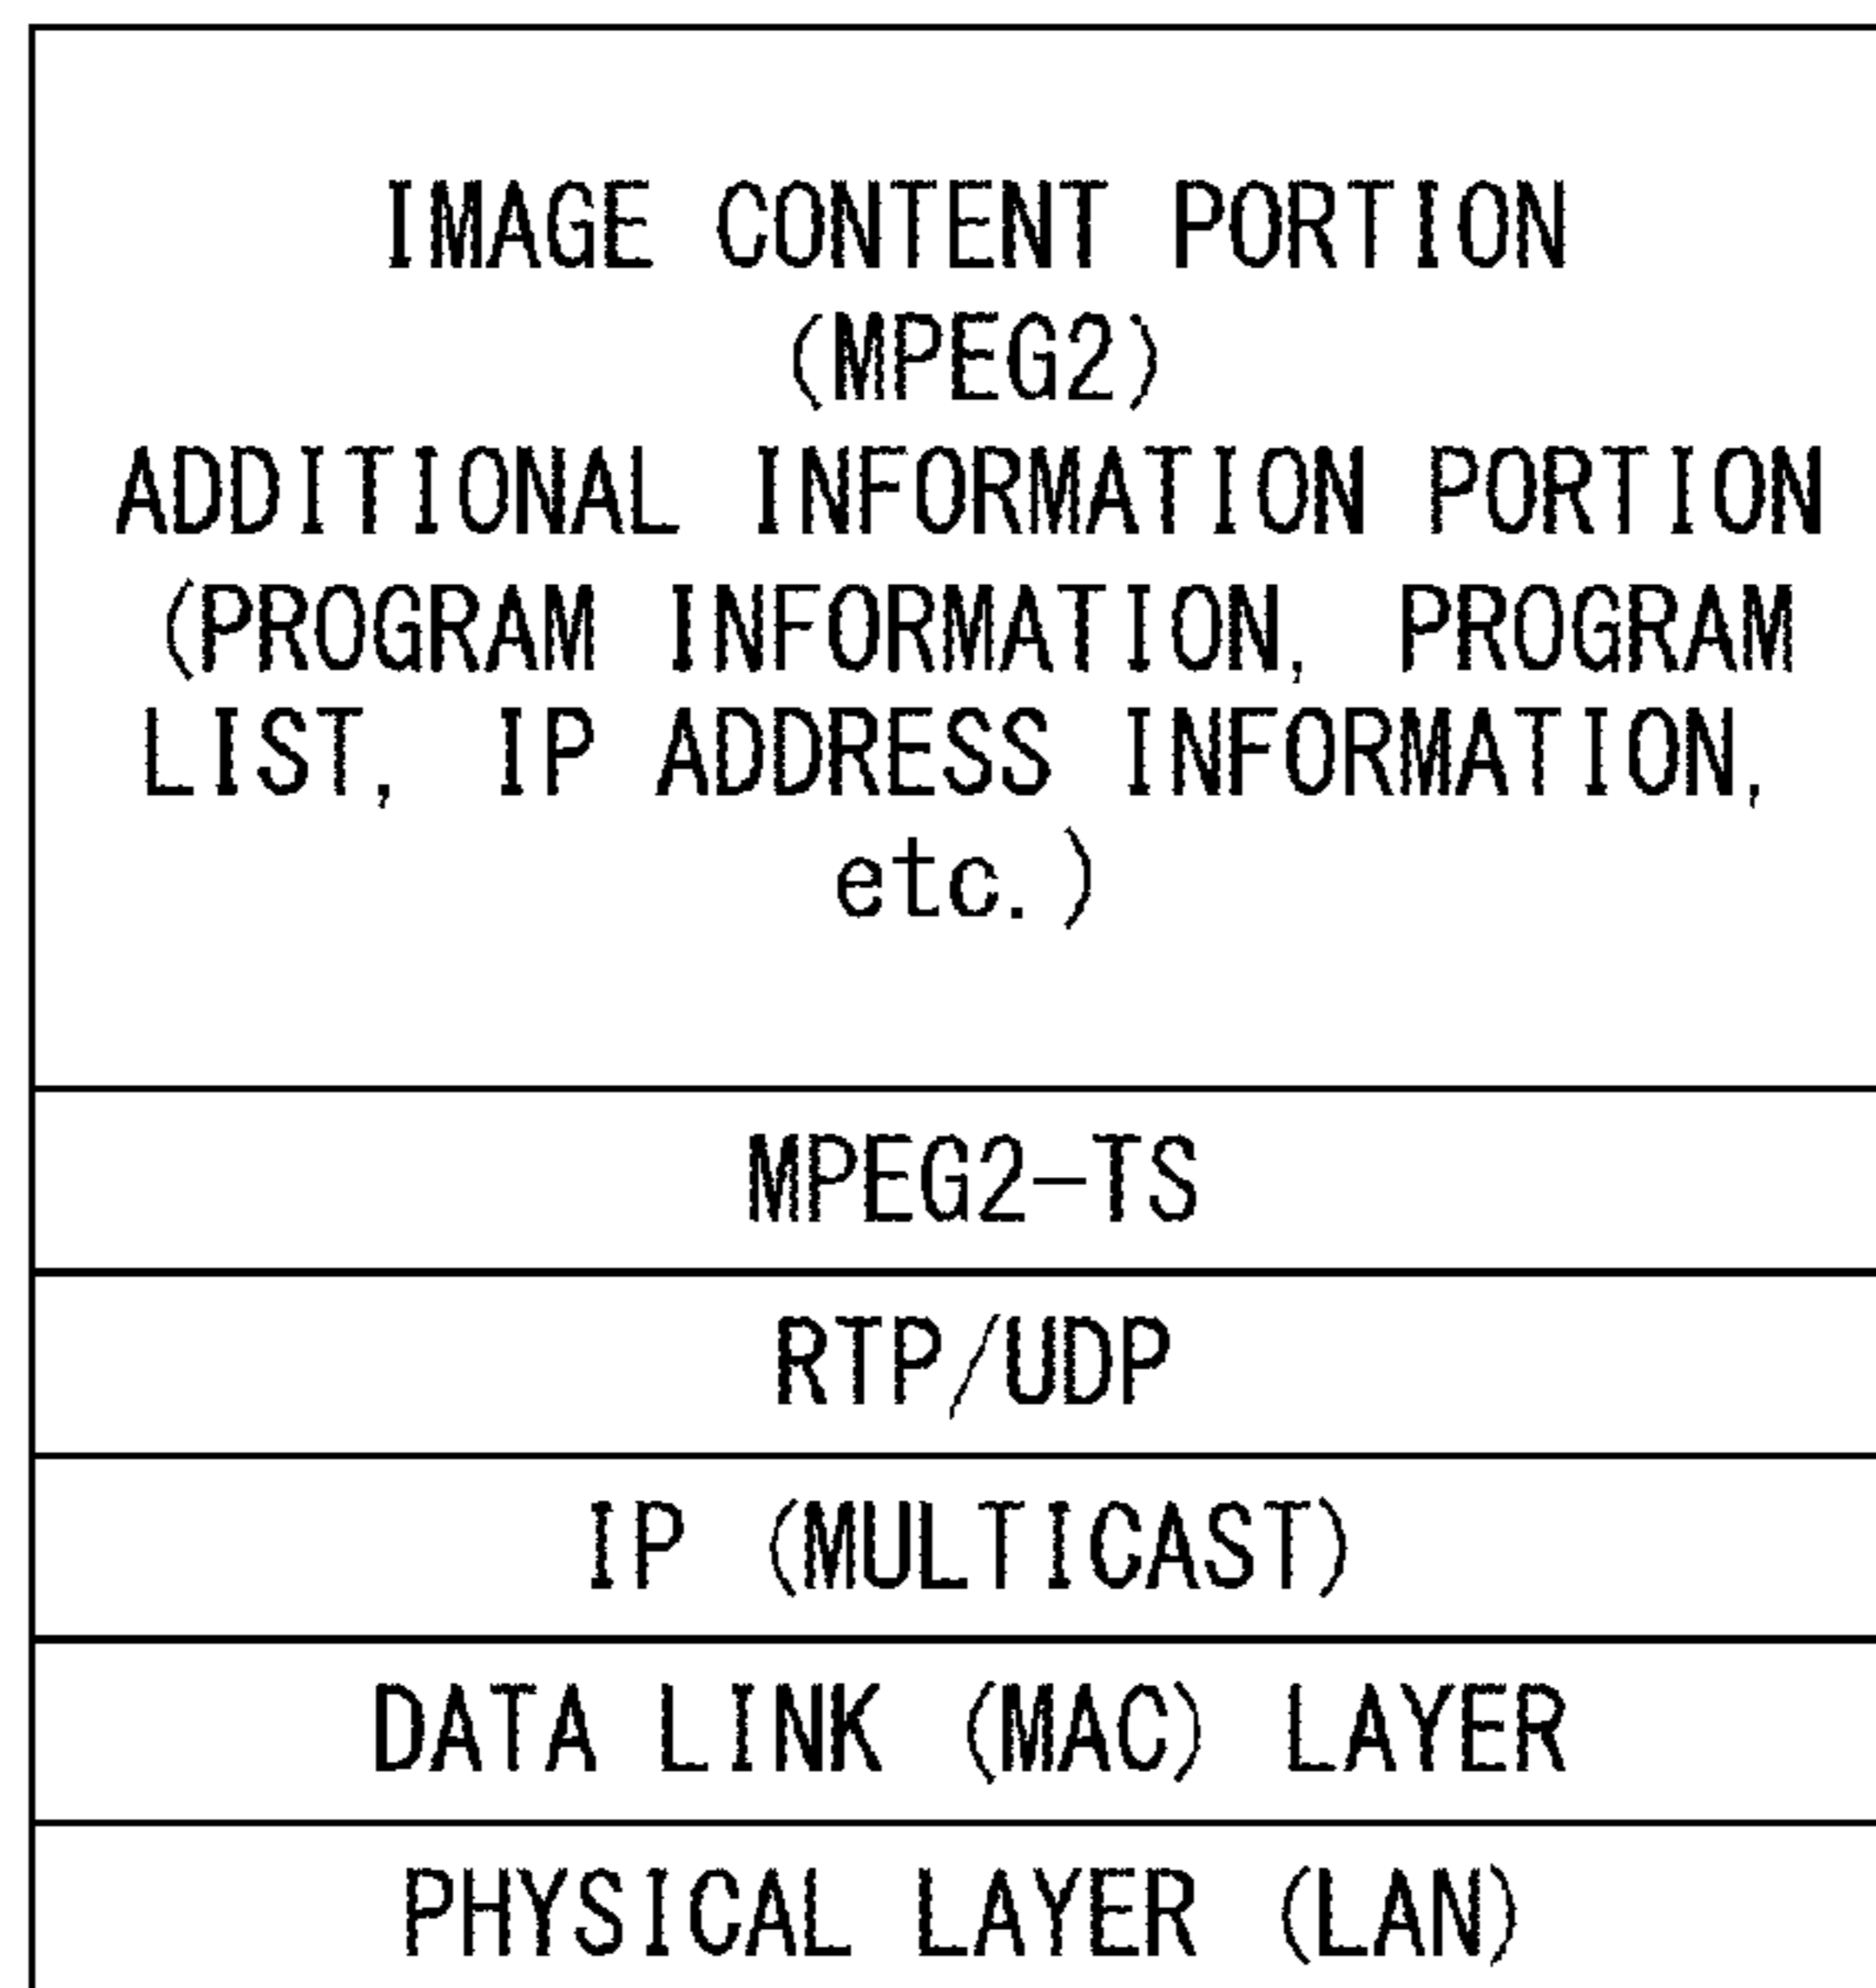 IMAGE CONTENT PORTION
(MPEG2)
ADDITIONAL INFORMATION PORTION
(PROGRAM INFORMATION, PROGRAM
LIST, IP ADDRESS INFORMATION,
etc.)
MPEG2-TS
RTP/UDP
IP (MULTICAST)
DATA LINK (MAC) LAYER
PHYSICAL LAYER (LAN)